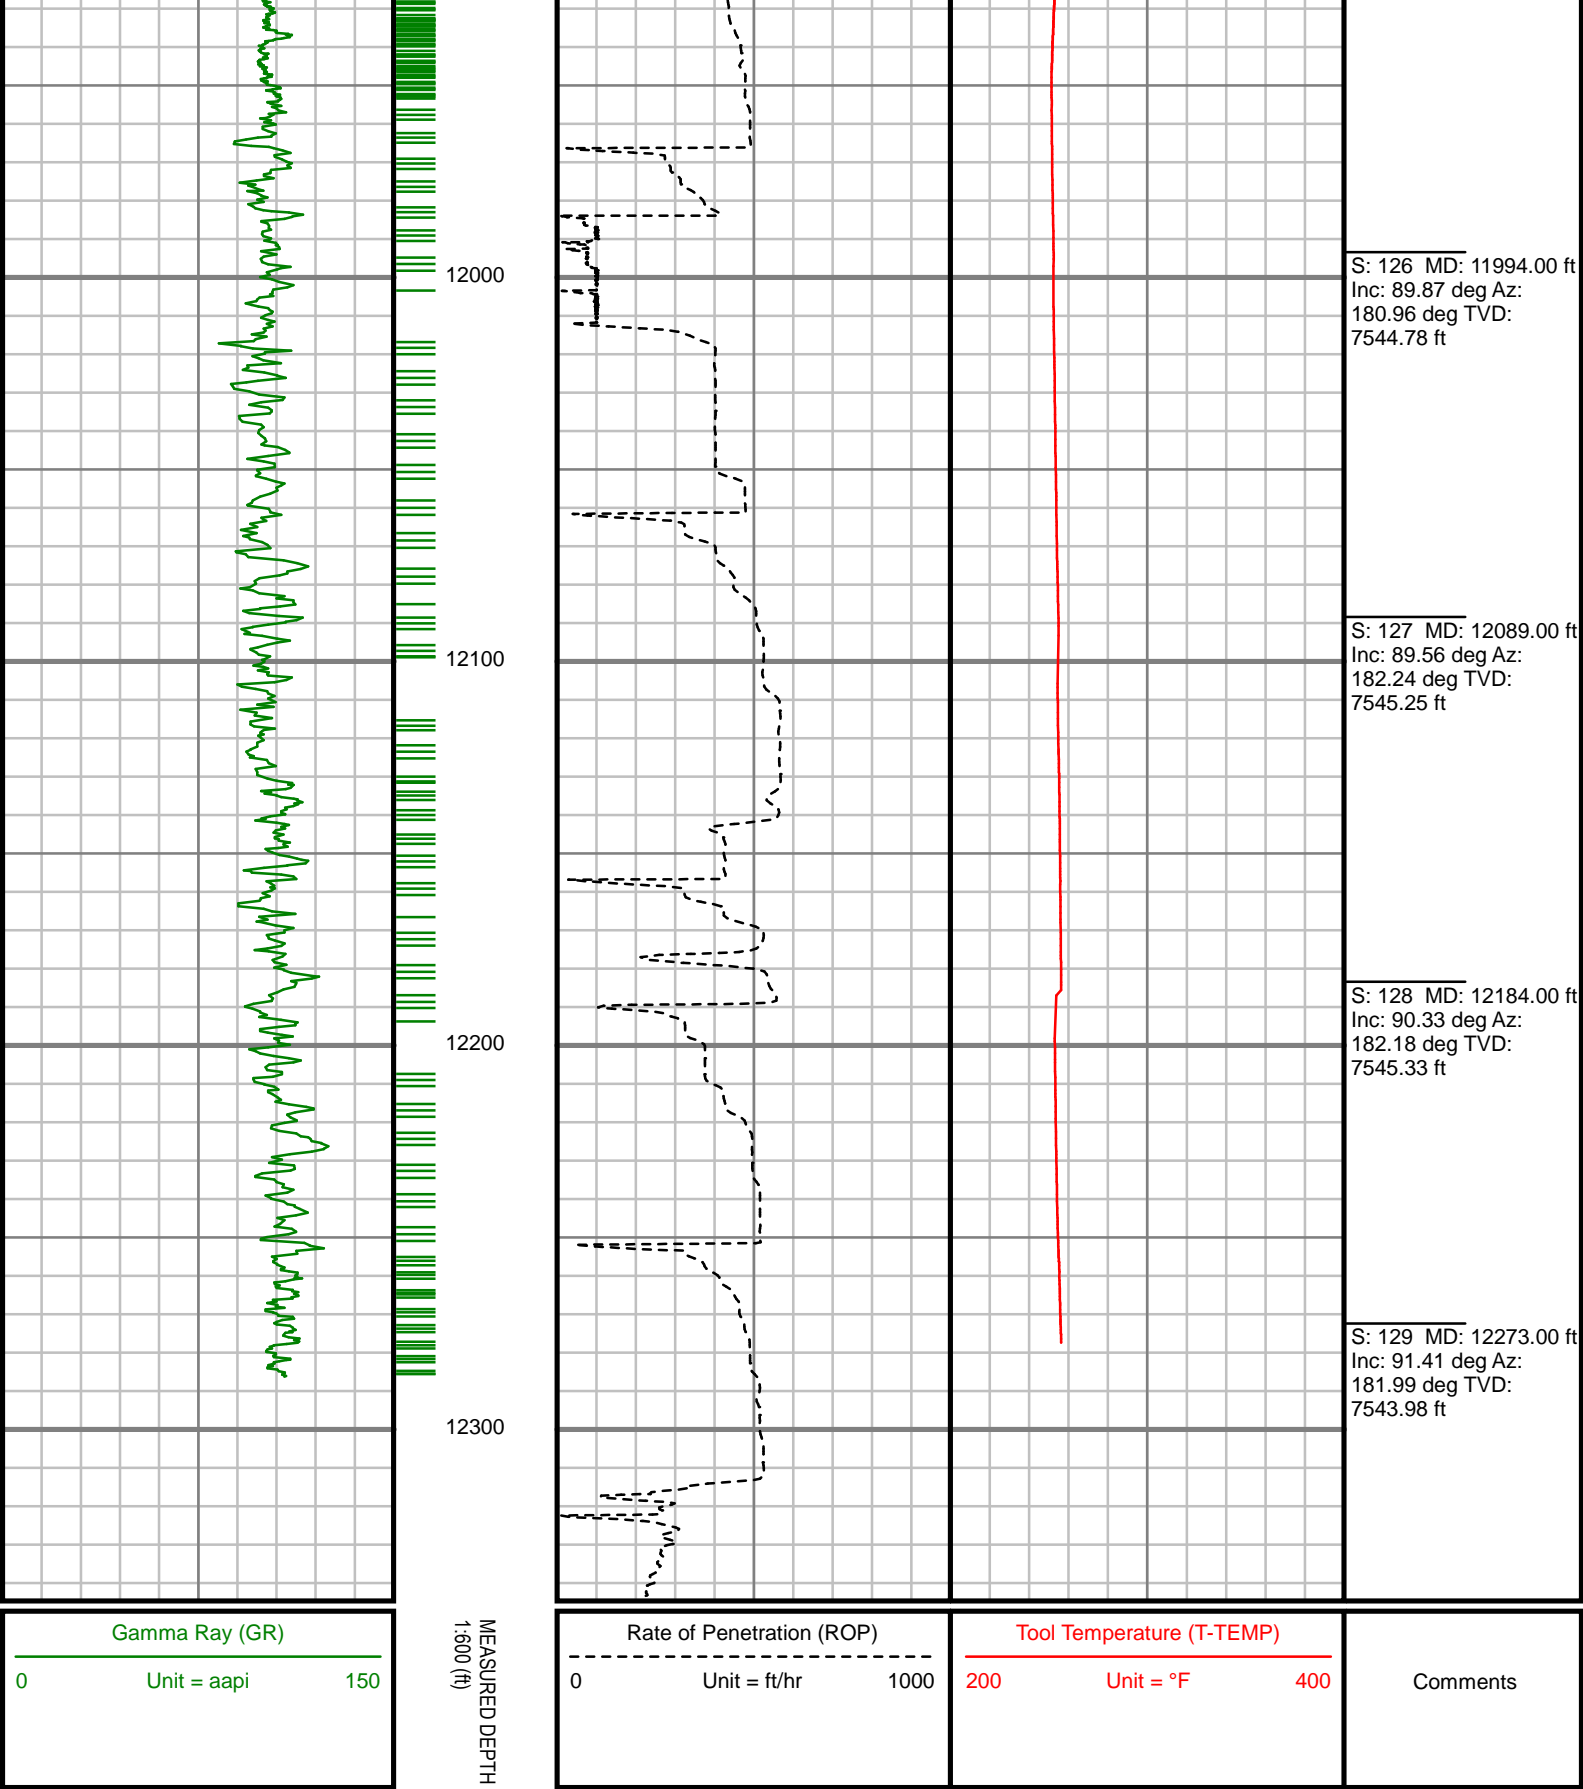 12000
S: 126 MD: 11994.00 ft
Inc: 89.87 deg Az:
180.96 deg TVD:
7544.78 ft
12100
S: 127 MD: 12089.00 ft
Inc: 89.56 deg Az:
182.24 deg TVD:
7545.25 ft
12200
S: 128 MD: 12184.00 ft
Inc: 90.33 deg Az:
182.18 deg TVD:
7545.33 ft
12300
S: 129 MD: 12273.00 ft
Inc: 91.41 deg Az:
181.99 deg TVD:
7543.98 ft
Gamma Ray (GR)
0 Unit = aapi 150
MEASURED DEPTH
1:600 (ft)
Rate of Penetration (ROP)
0 Unit = ft/hr 1000
Tool Temperature (T-TEMP)
200 Unit = °F 400
Comments